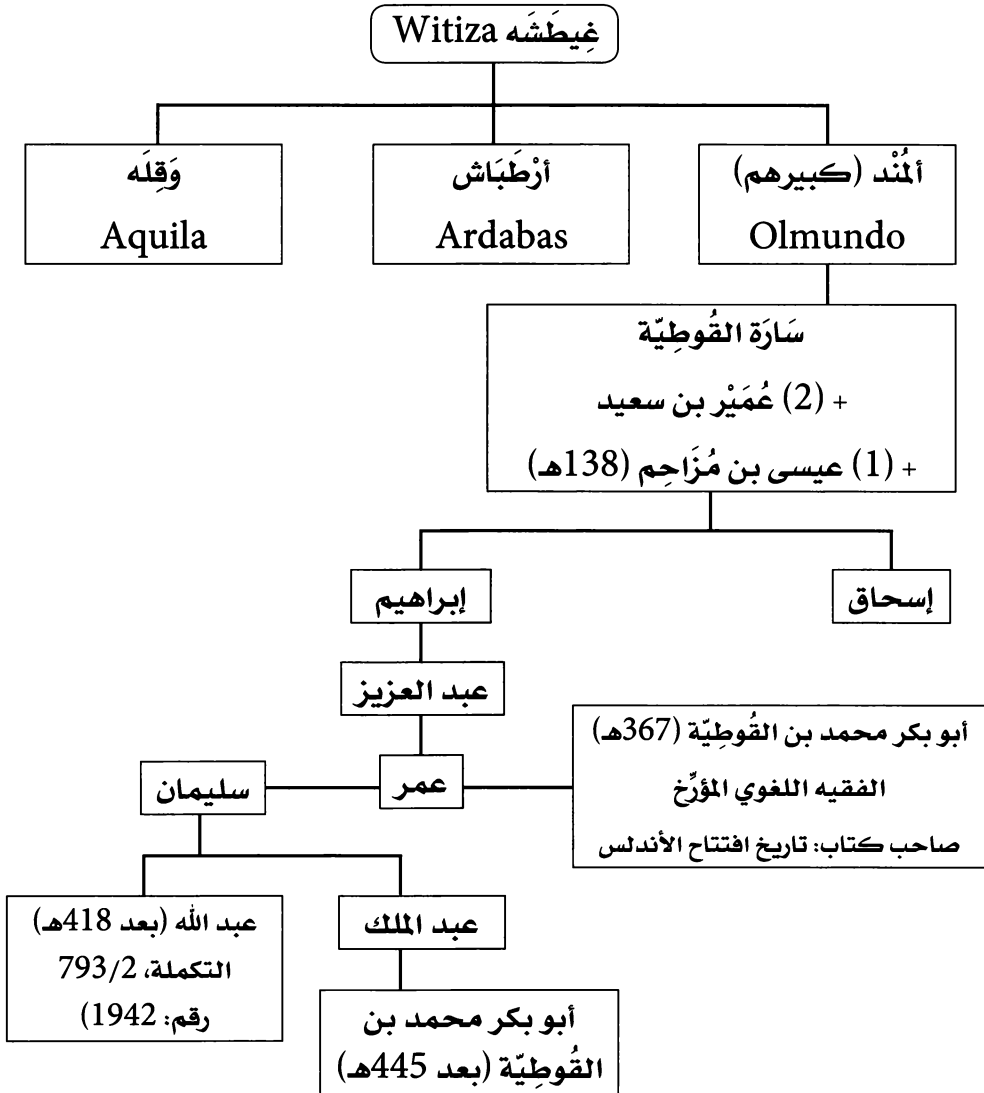 غِيطَشَه Witiza
ألمُنْد (كبيرهم)
Olmundo
أرْطَبَاش
Ardabas
وَقِلَه
Aquila
سَارَة القُوطِيّة
+ (2) عُمَيْر بن سعيد
+ (1) عيسى بن مُزَاحِم (138هـ)
إسحاق
إبراهيم
عبد العزيز
عمر
أبو بكر محمد بن القُوطِيّة (367هـ)
الفقيه اللغوي المؤرِّخ
صاحب كتاب: تاريخ افتتاح الأندلس
سليمان
عبد الملك
أبو بكر محمد بن
القُوطِيّة (بعد 445هـ)
عبد الله (بعد 418هـ)
التكملة، 793/2
رقم: 1942)